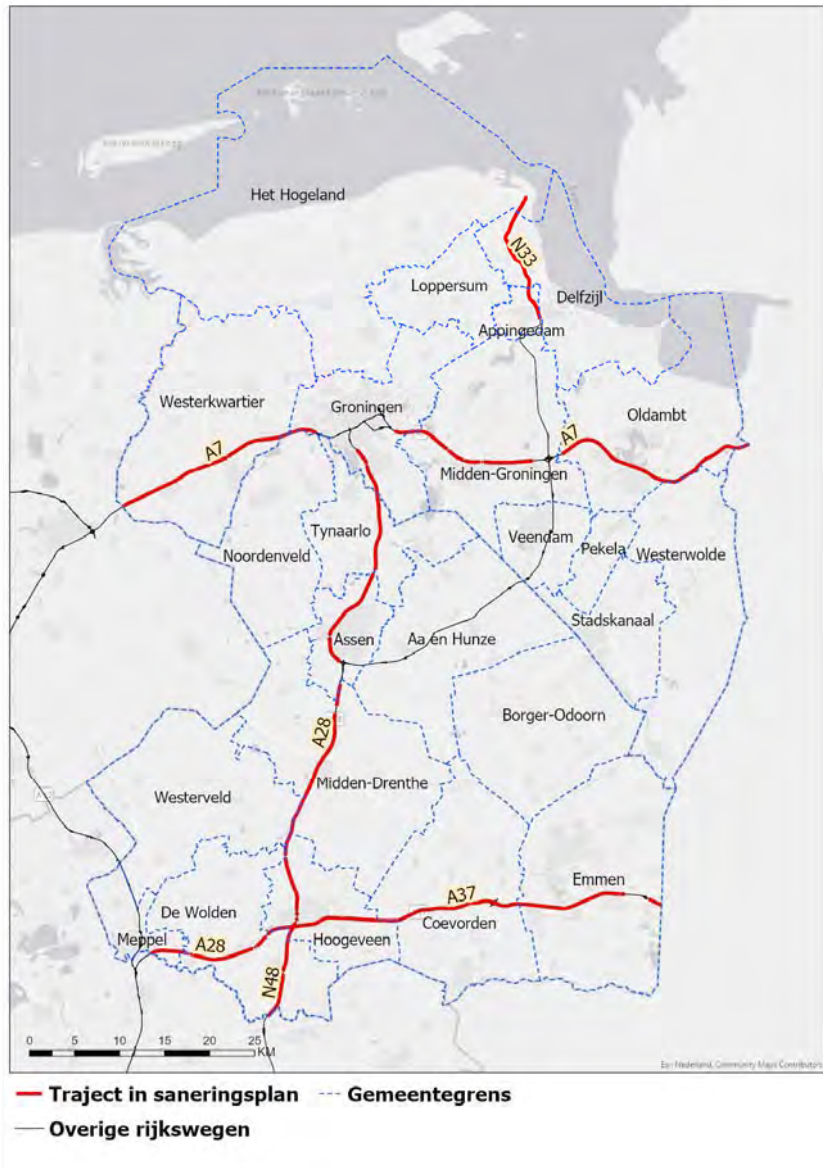 Het Hogeland
N33
Loppersum
Delfzijl
Appingedam
Westerkwartier
Groningen
Oldambt
A7
A7
Midden-Groningen
Tynaarlo
Veendam
Noordenveld
Pekela
Westerwolde
Stadskanaal
Assen
Aa en Hunze
Borger-Odoorn
A28
Midden-Drenthe
Westerveld
Emmen
A37
De Wolden
Coevorden
Meppel
A28
Hoogeveen
N48
0 5 10 15 20 25
KM
Esri Nederland, Community Maps Contributors
Traject in saneringsplan
Gemeentegrens
Overige rijkswegen